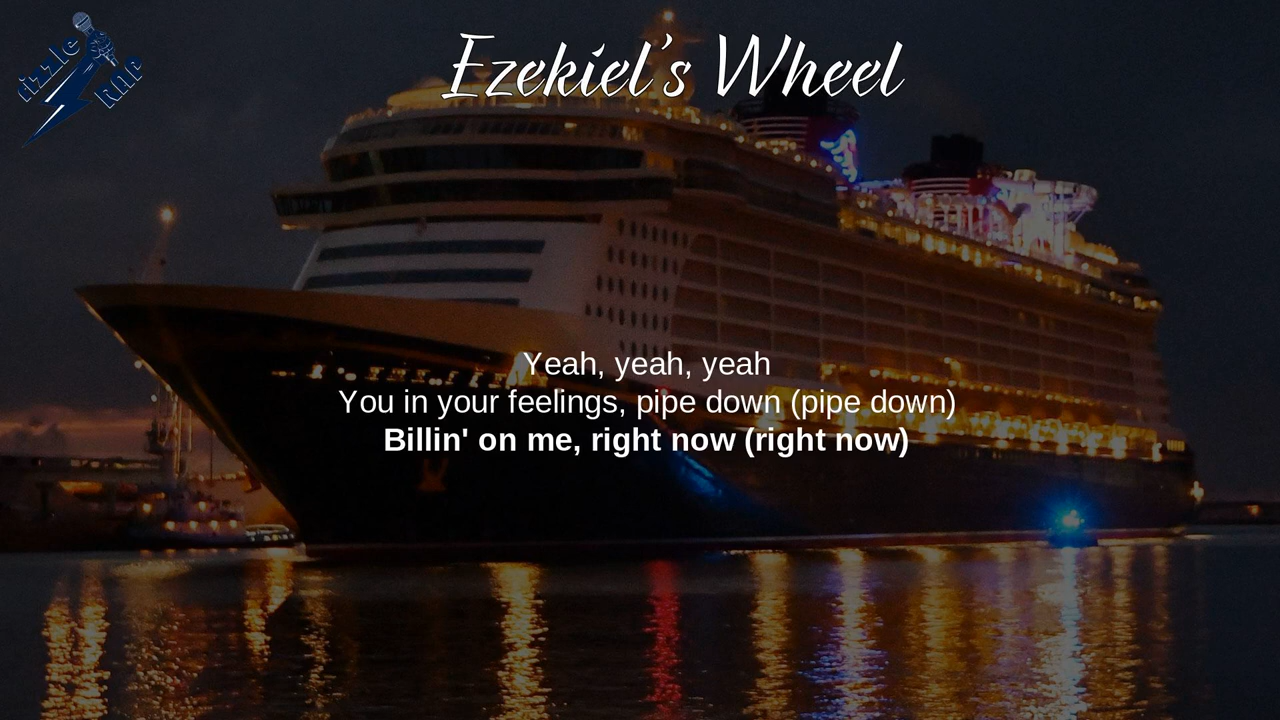 Ezekiel's Wheel
Yeah, yeah, yeah
You in your feelings, pipe down (pipe down)
Billin' on me, right now (right now)